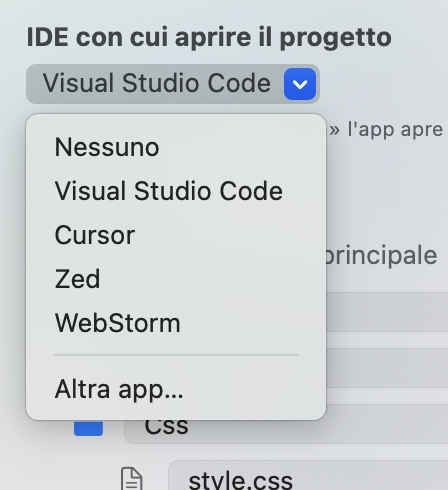 IDE con cui aprire il progetto
Visual Studio Code
» l'app apre
Nessuno
Visual Studio Code
Cursor
principale
Zed
WebStorm
Altra app...
Css
style.css